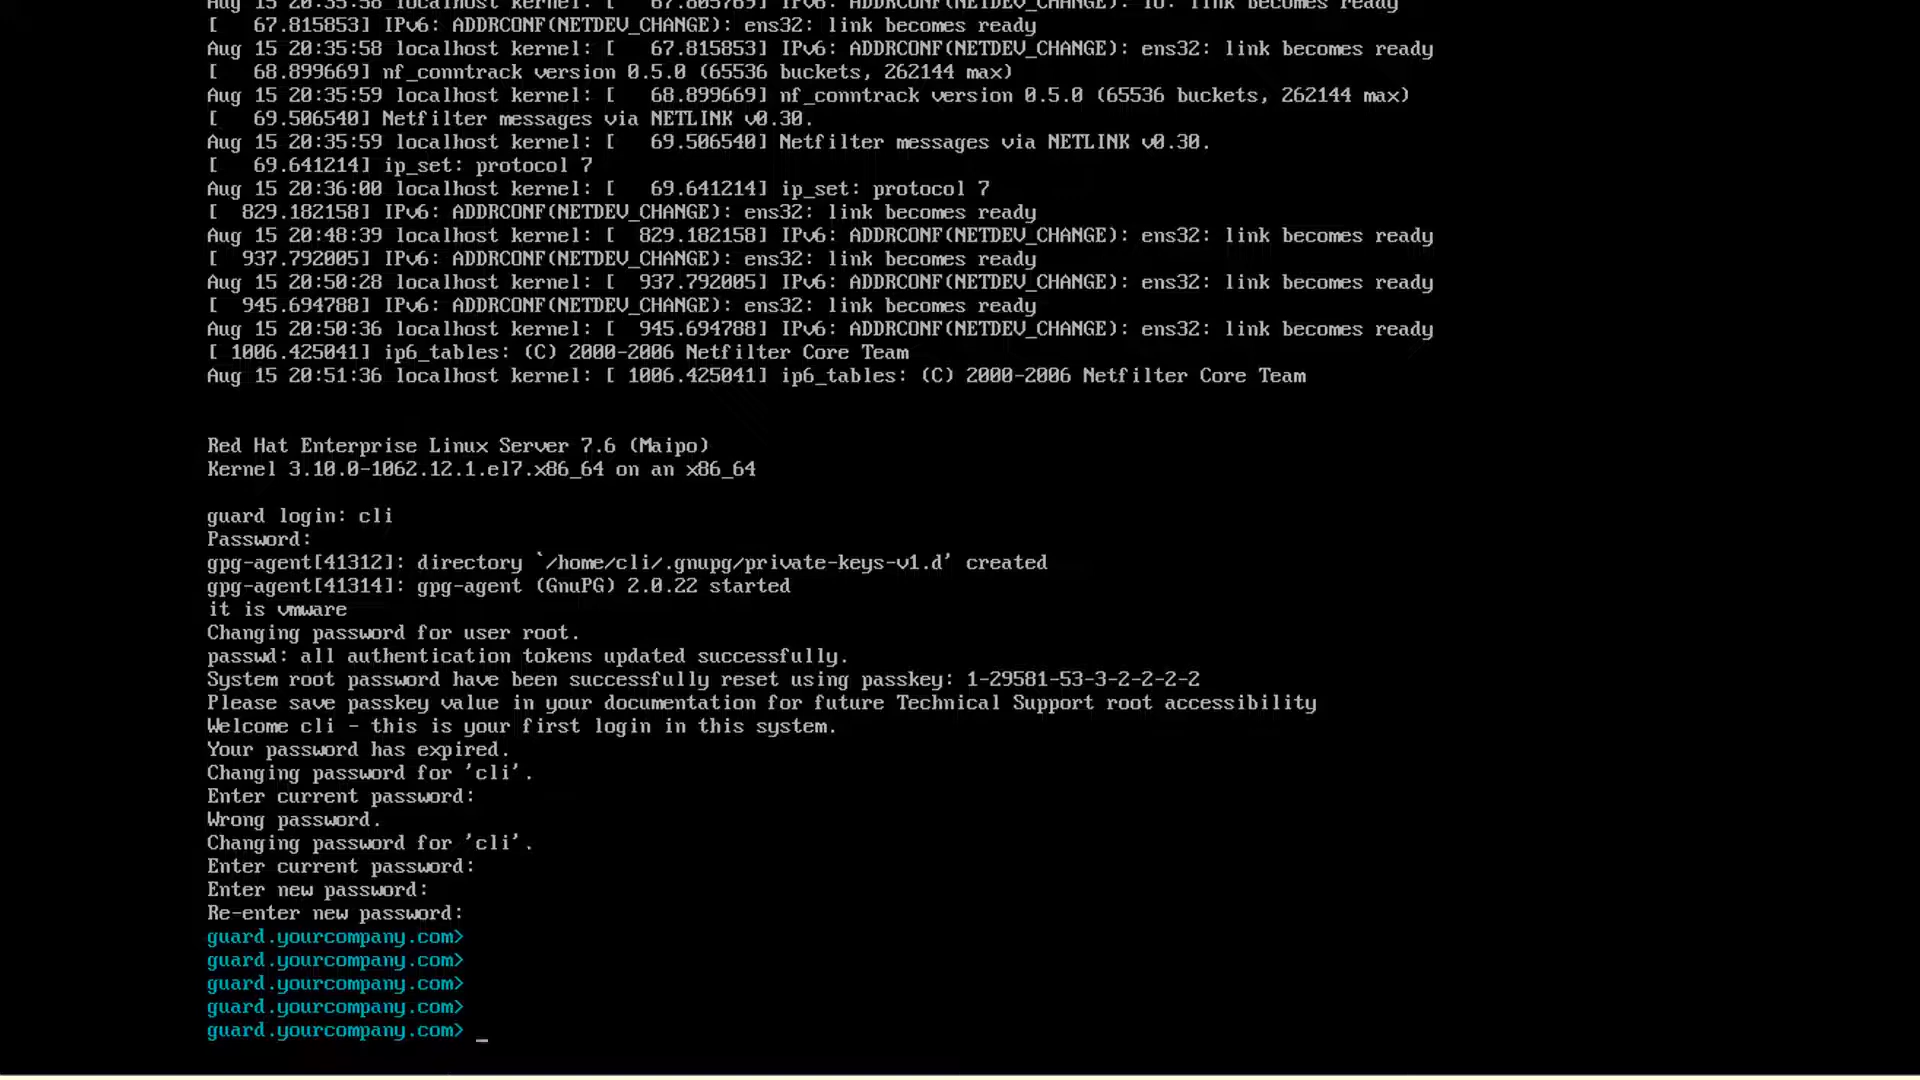 Aug 15 20:35:58 localhost kernel: [   67.805769] IPv6: ADDRCONF(NETDEV_CHANGE): lo: link becomes ready
[   67.815853] IPv6: ADDRCONF(NETDEV_CHANGE): ens32: link becomes ready
Aug 15 20:35:58 localhost kernel: [   67.815853] IPv6: ADDRCONF(NETDEV_CHANGE): ens32: link becomes ready
[   68.899669] nf_conntrack version 0.5.0 (65536 buckets, 262144 max)
Aug 15 20:35:59 localhost kernel: [   68.899669] nf_conntrack version 0.5.0 (65536 buckets, 262144 max)
[   69.506540] Netfilter messages via NETLINK v0.30.
Aug 15 20:35:59 localhost kernel: [   69.506540] Netfilter messages via NETLINK v0.30.
[   69.641214] ip_set: protocol 7
Aug 15 20:36:00 localhost kernel: [   69.641214] ip_set: protocol 7
[  829.182158] IPv6: ADDRCONF(NETDEV_CHANGE): ens32: link becomes ready
Aug 15 20:48:39 localhost kernel: [  829.182158] IPv6: ADDRCONF(NETDEV_CHANGE): ens32: link becomes ready
[  937.792005] IPv6: ADDRCONF(NETDEV_CHANGE): ens32: link becomes ready
Aug 15 20:50:28 localhost kernel: [  937.792005] IPv6: ADDRCONF(NETDEV_CHANGE): ens32: link becomes ready
[  945.694788] IPv6: ADDRCONF(NETDEV_CHANGE): ens32: link becomes ready
Aug 15 20:50:36 localhost kernel: [  945.694788] IPv6: ADDRCONF(NETDEV_CHANGE): ens32: link becomes ready
[ 1006.425041] ip6_tables: (C) 2000-2006 Netfilter Core Team
Aug 15 20:51:36 localhost kernel: [ 1006.425041] ip6_tables: (C) 2000-2006 Netfilter Core Team
Red Hat Enterprise Linux Server 7.6 (Maipo)
Kernel 3.10.0-1062.12.1.el7.x86_64 on an x86_64
guard login: cli
Password:
gpg-agent[41312]: directory `/home/cli/.gnupg/private-keys-v1.d' created
gpg-agent[41314]: gpg-agent (GnuPG) 2.0.22 started
it is vmware
Changing password for user root.
passwd: all authentication tokens updated successfully.
System root password have been successfully reset using passkey: 1-29581-53-3-2-2-2-2
Please save passkey value in your documentation for future Technical Support root accessibility
Welcome cli - this is your first login in this system.
Your password has expired.
Changing password for 'cli'.
Enter current password:
Wrong password.
Changing password for 'cli'.
Enter current password:
Enter new password:
Re-enter new password:
guard.yourcompany.com>
guard.yourcompany.com>
guard.yourcompany.com>
guard.yourcompany.com>
guard.yourcompany.com> _